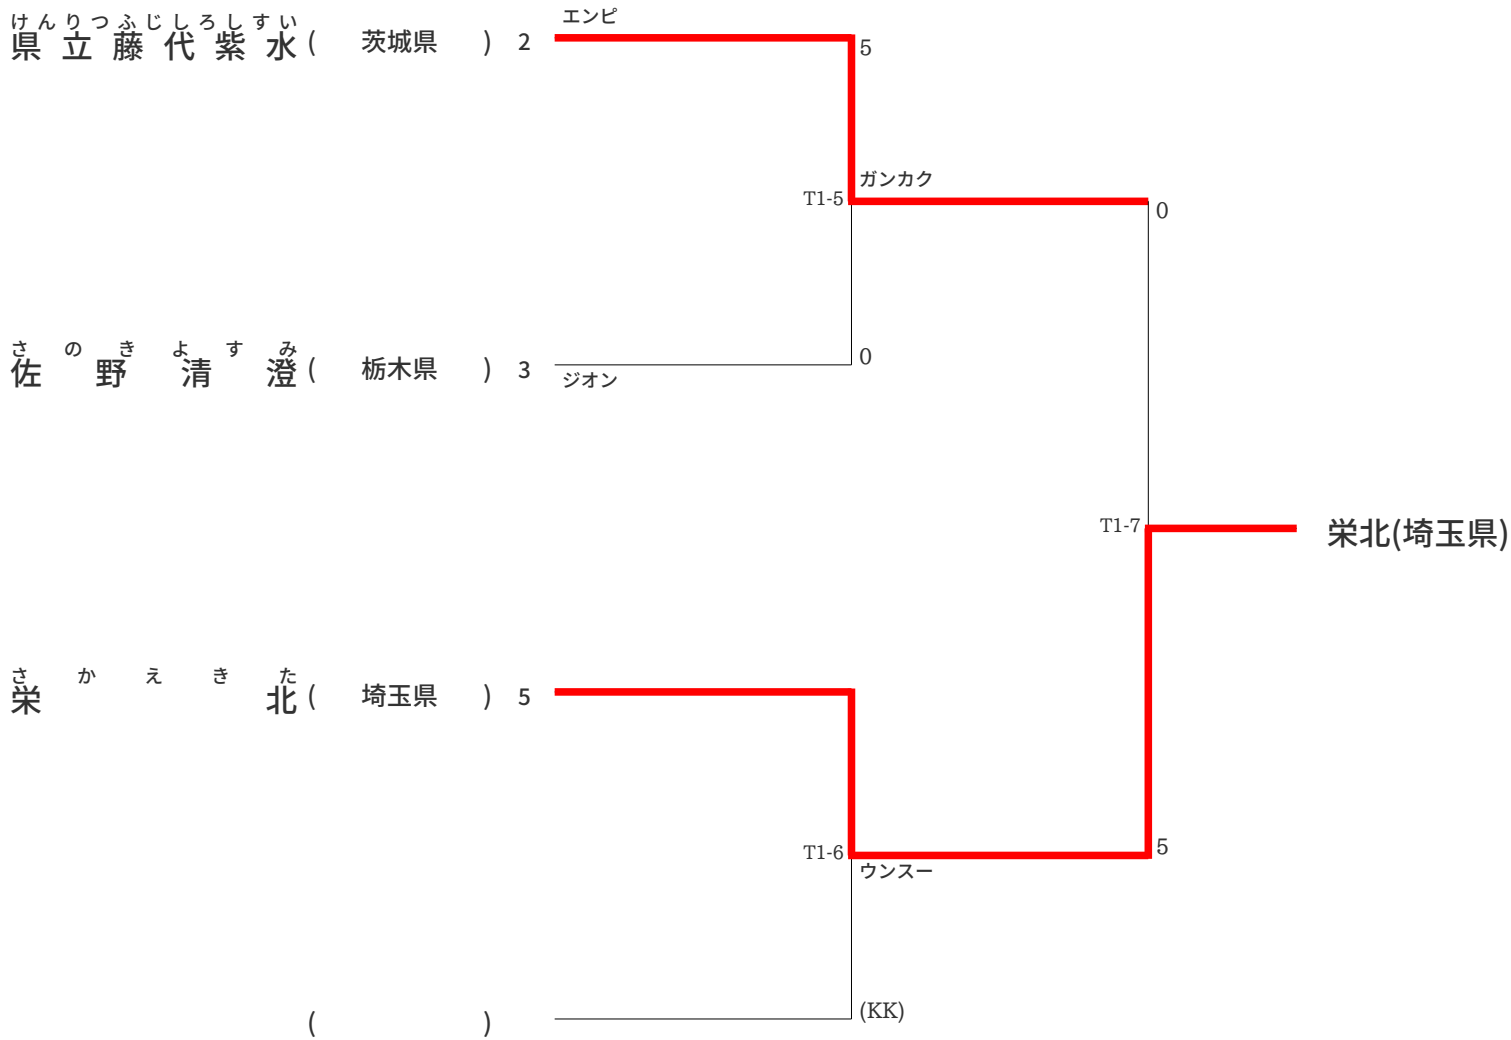 けんりつふじしろしすい
県立藤代紫水 ( 茨城県 ) 2
エンピ
5
T1-5
ガンカク
0
さのきよすみ
佐野清澄 ( 栃木県 ) 3
0
ジオン
T1-7
栄北(埼玉県)
さかえきた
栄北 ( 埼玉県 ) 5
T1-6
ウンスー
5
( )
(KK)